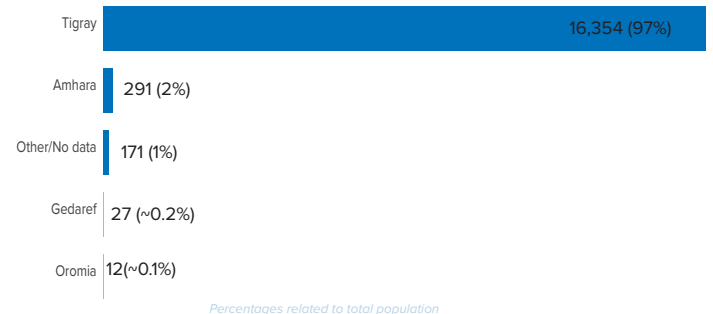 Tigray 16,354 (97%)
Amhara 291 (2%)
Other/No data 171 (1%)
Gedaref 27 (~0.2%)
Oromia 12(~0.1%)
Percentages related to total population